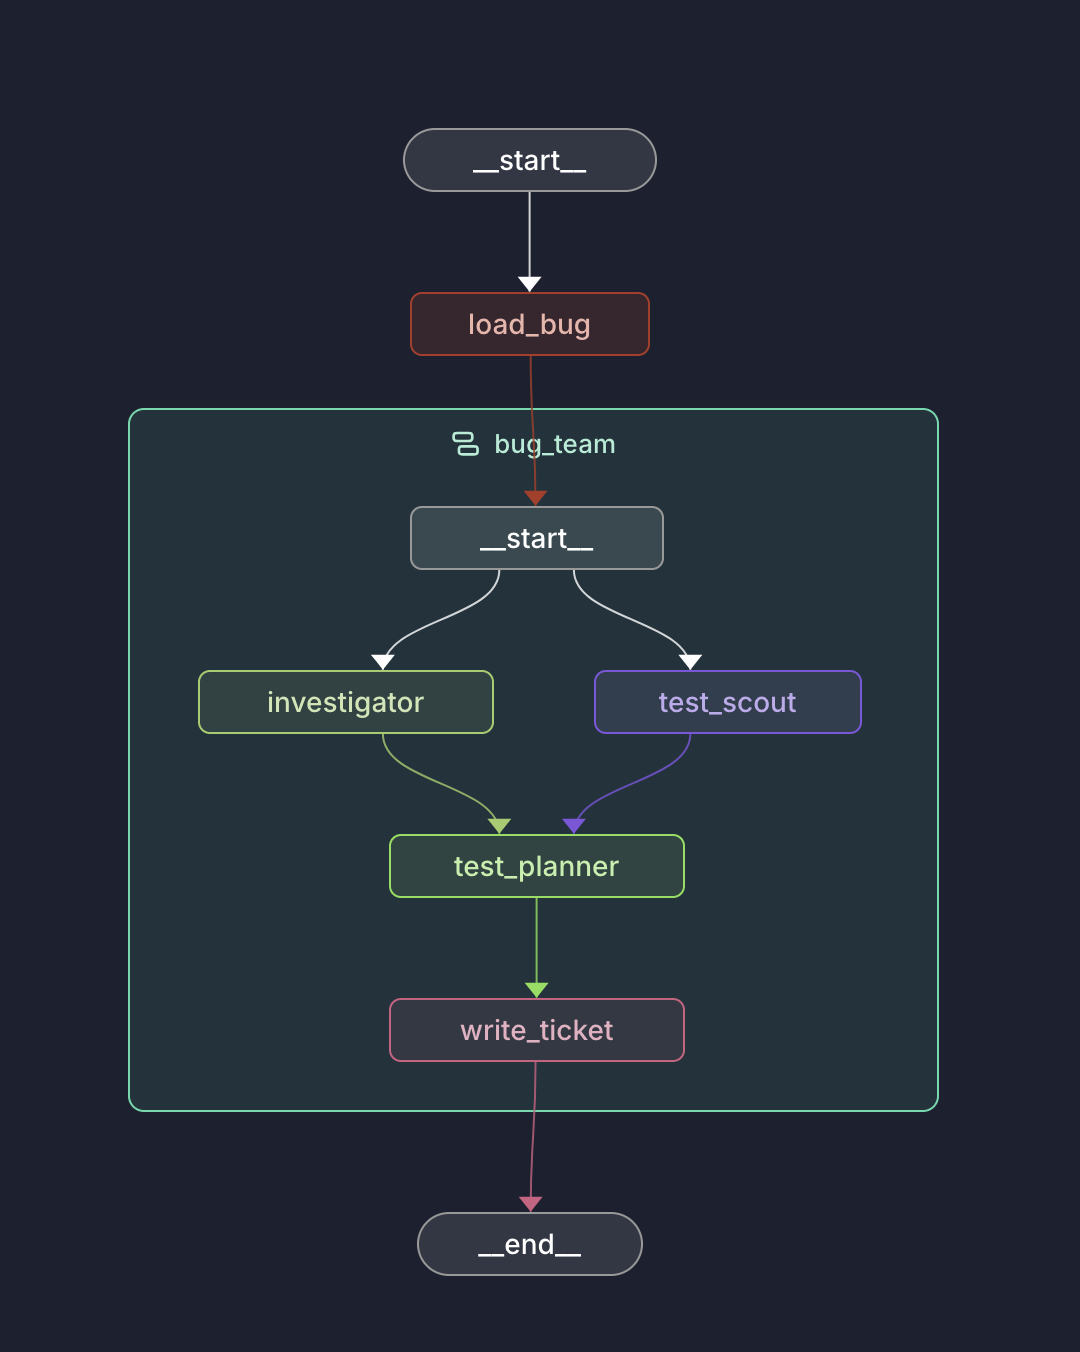 __start__
load_bug
bug_team
__start__
investigator
test_scout
test_planner
write_ticket
__end__